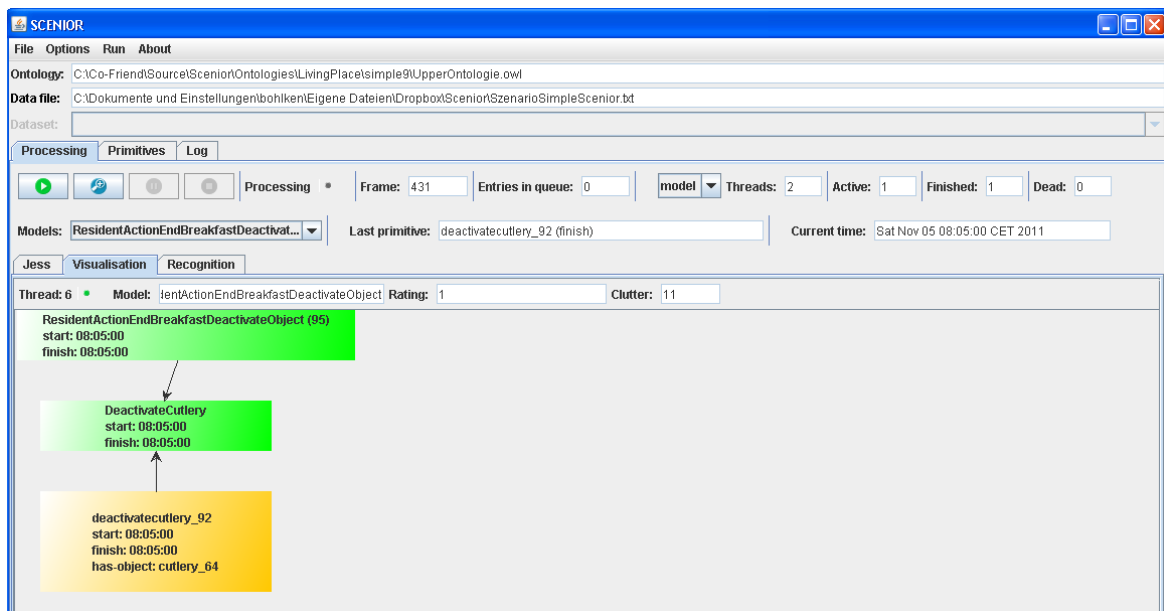 SCENIOR
File Options Run About
Ontology: C:\Co-Friend\Source\Scenior\Ontologies\LivingPlace\simple9\UpperOntologie.owl
Data file: C:\Dokumente und Einstellungen\bohlken\Eigene Dateien\Dropbox\Scenior\SzenarioSimpleScenior.txt
Dataset:
Processing Primitives Log
Processing Frame: 431 Entries in queue: 0 model Threads: 2 Active: 1 Finished: 1 Dead: 0
Models: ResidentActionEndBreakfastDeactivat... Last primitive: deactivatecutlery_92 (finish) Current time: Sat Nov 05 08:05:00 CET 2011
Jess Visualisation Recognition
Thread: 6 Model: lentActionEndBreakfastDeactivateObject Rating: 1 Clutter: 11
ResidentActionEndBreakfastDeactivateObject (95)
start: 08:05:00
finish: 08:05:00
DeactivateCutlery
start: 08:05:00
finish: 08:05:00
deactivatecutlery_92
start: 08:05:00
finish: 08:05:00
has-object: cutlery_64